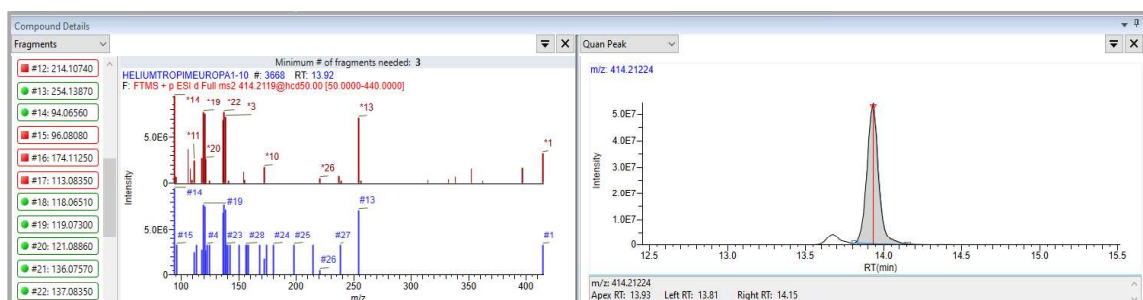 Compound Details
Fragments
#12: 214.10740
#13: 254.13870
#14: 94.06560
#15: 96.08080
#16: 174.11250
#17: 113.08350
#18: 118.06510
#19: 119.07300
#20: 121.08860
#21: 136.07570
#22: 137.08350
Minimum # of fragments needed: 3
HELIUMTROPIMEUROPA1-10 #: 3668 RT: 13.92
F: FTMS + p ESI d Full ms2 414.2119@hcd50.00 [50.0000-440.0000]
*14 *19 *22 *3 *13
*11 *20 *10 *26 *1
5.0E6
0
Intensity
#14 #19 #13
#15 #4 #23 #28 #24 #25 #27 #1
#26
5.0E6
0
100 150 200 250 300 350 400
m/z
Quan Peak
m/z: 414.21224
5.0E7
4.0E7
3.0E7
2.0E7
1.0E7
0
Intensity
12.5 13.0 13.5 14.0 14.5 15.0 15.5
RT(min)
m/z: 414.21224
Apex RT: 13.93 Left RT: 13.81 Right RT: 14.15